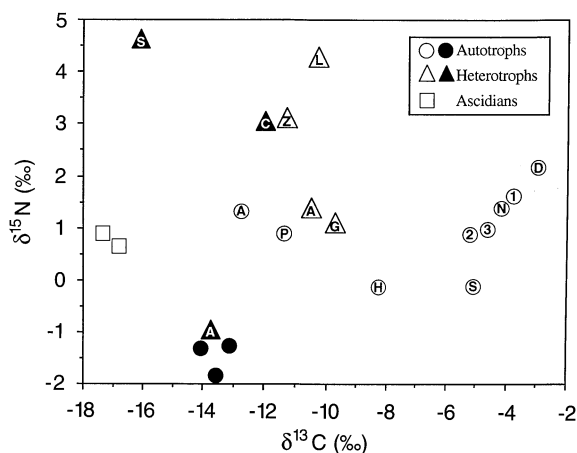 5
4
3
2
1
0
-1
-2
δ¹⁵N (‰)
S
L
C
Z
A
P
A
G
H
S
2
3
N
1
D
A
Autotrophs
Heterotrophs
Ascidians
-18 -16 -14 -12 -10 -8 -6 -4 -2
δ¹³C (‰)